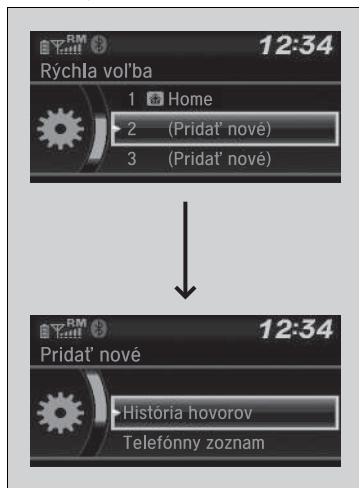 RM 12:34
Rýchla voľba
1 Home
2 (Pridať nové)
3 (Pridať nové)
RM 12:34
Pridať nové
História hovorov
Telefónny zoznam